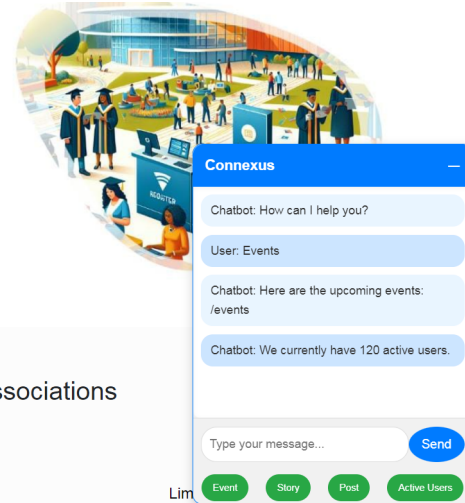 REGISTER
Connexus
Chatbot: How can I help you?
User: Events
Chatbot: Here are the upcoming events:
/events
Chatbot: We currently have 120 active users.
ssociations
Type your message...
Send
Lim
Event
Story
Post
Active Users